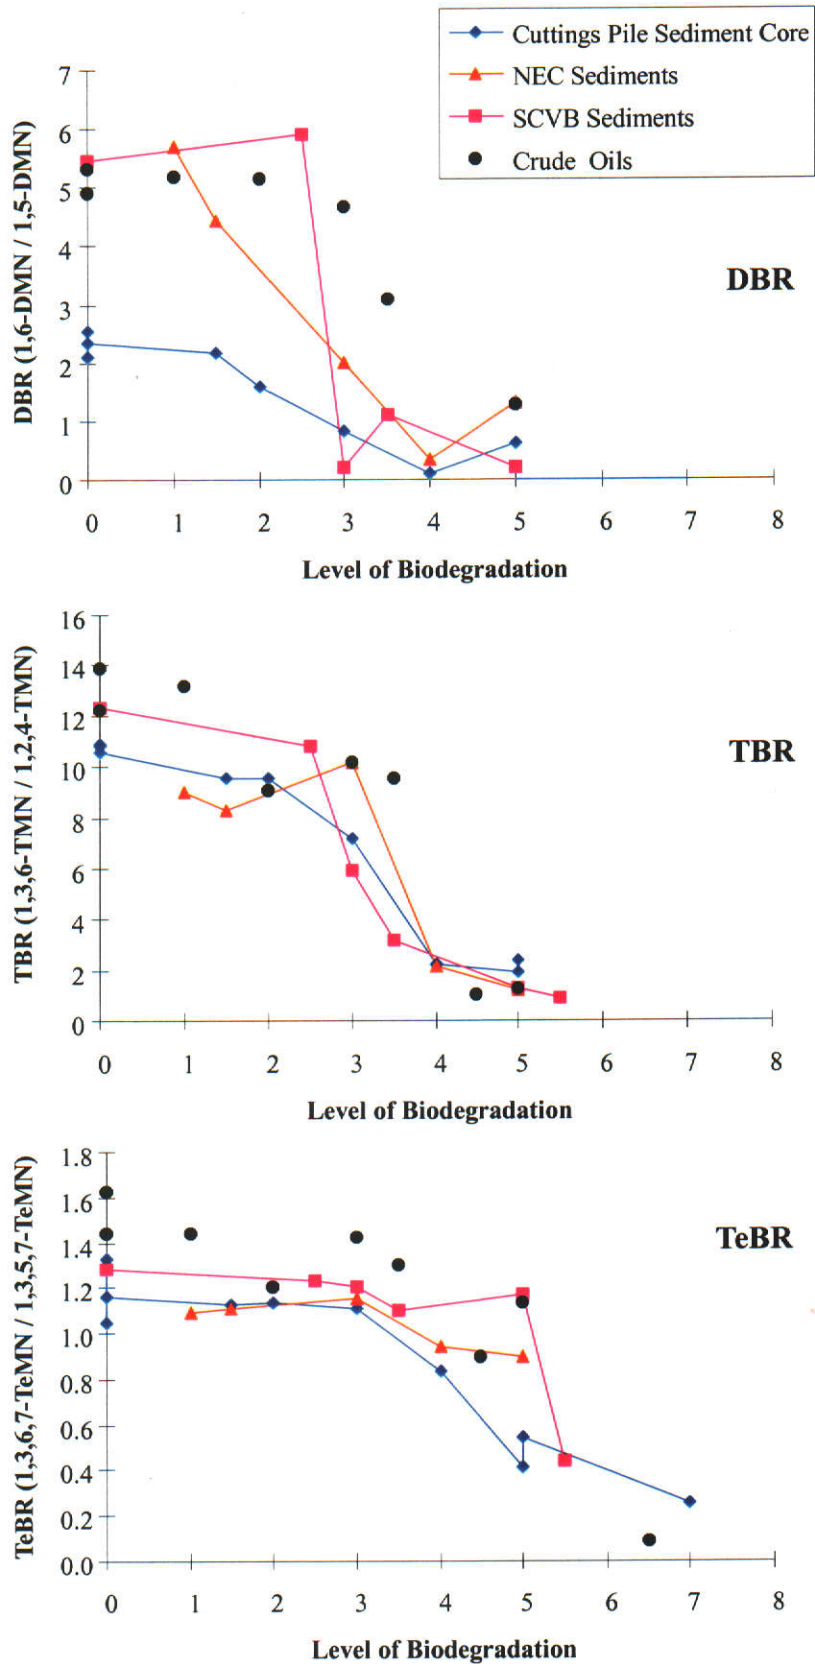 Cuttings Pile Sediment Core
NEC Sediments
SCVB Sediments
Crude Oils
DBR (1,6-DMN / 1,5-DMN)
7
6
5
4
3
2
1
0
DBR
0 1 2 3 4 5 6 7 8
Level of Biodegradation
TBR (1,3,6-TMN / 1,2,4-TMN)
16
14
12
10
8
6
4
2
0
TBR
0 1 2 3 4 5 6 7 8
Level of Biodegradation
TeBR (1,3,6,7-TeMN / 1,3,5,7-TeMN)
1.8
1.6
1.4
1.2
1.0
0.8
0.6
0.4
0.2
0.0
TeBR
0 1 2 3 4 5 6 7 8
Level of Biodegradation